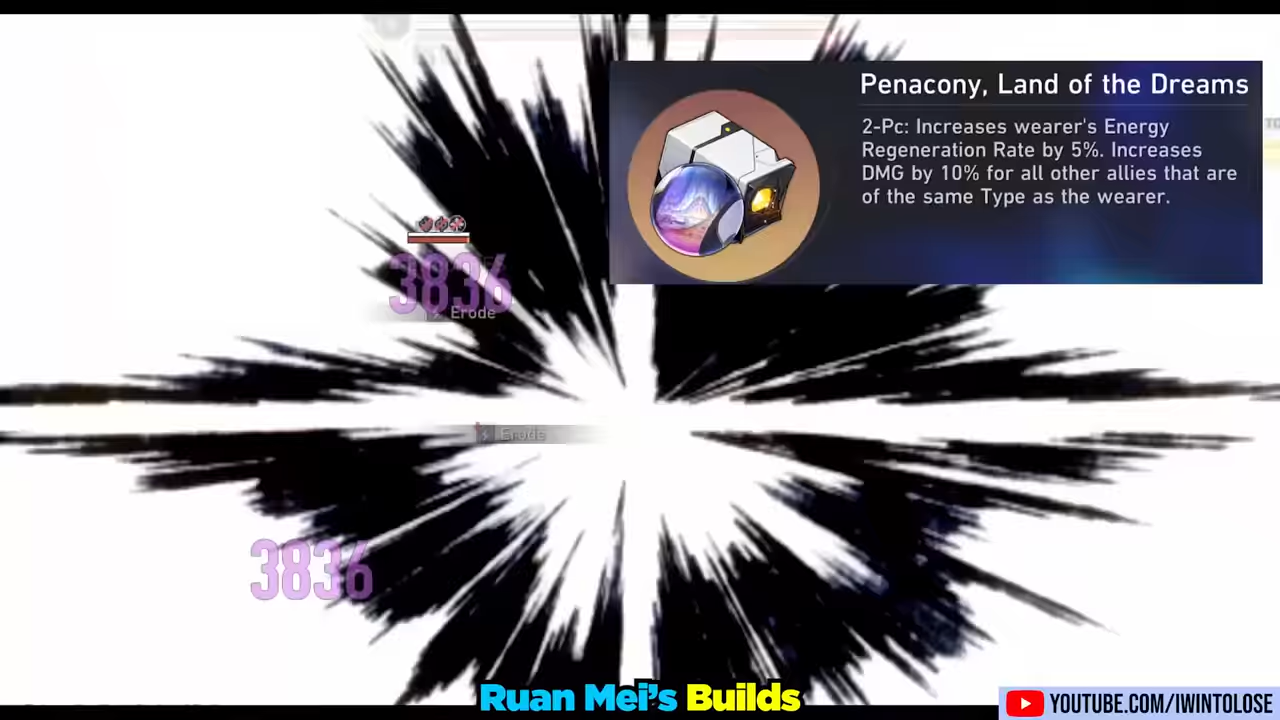 Penacony, Land of the Dreams
2-Pc: Increases wearer's Energy
Regeneration Rate by 5%. Increases
DMG by 10% for all other allies that are
of the same Type as the wearer.
3836
Erode
Erode
3836
Ruan Mei's Builds
YOUTUBE.COM/IWINTOLOSE